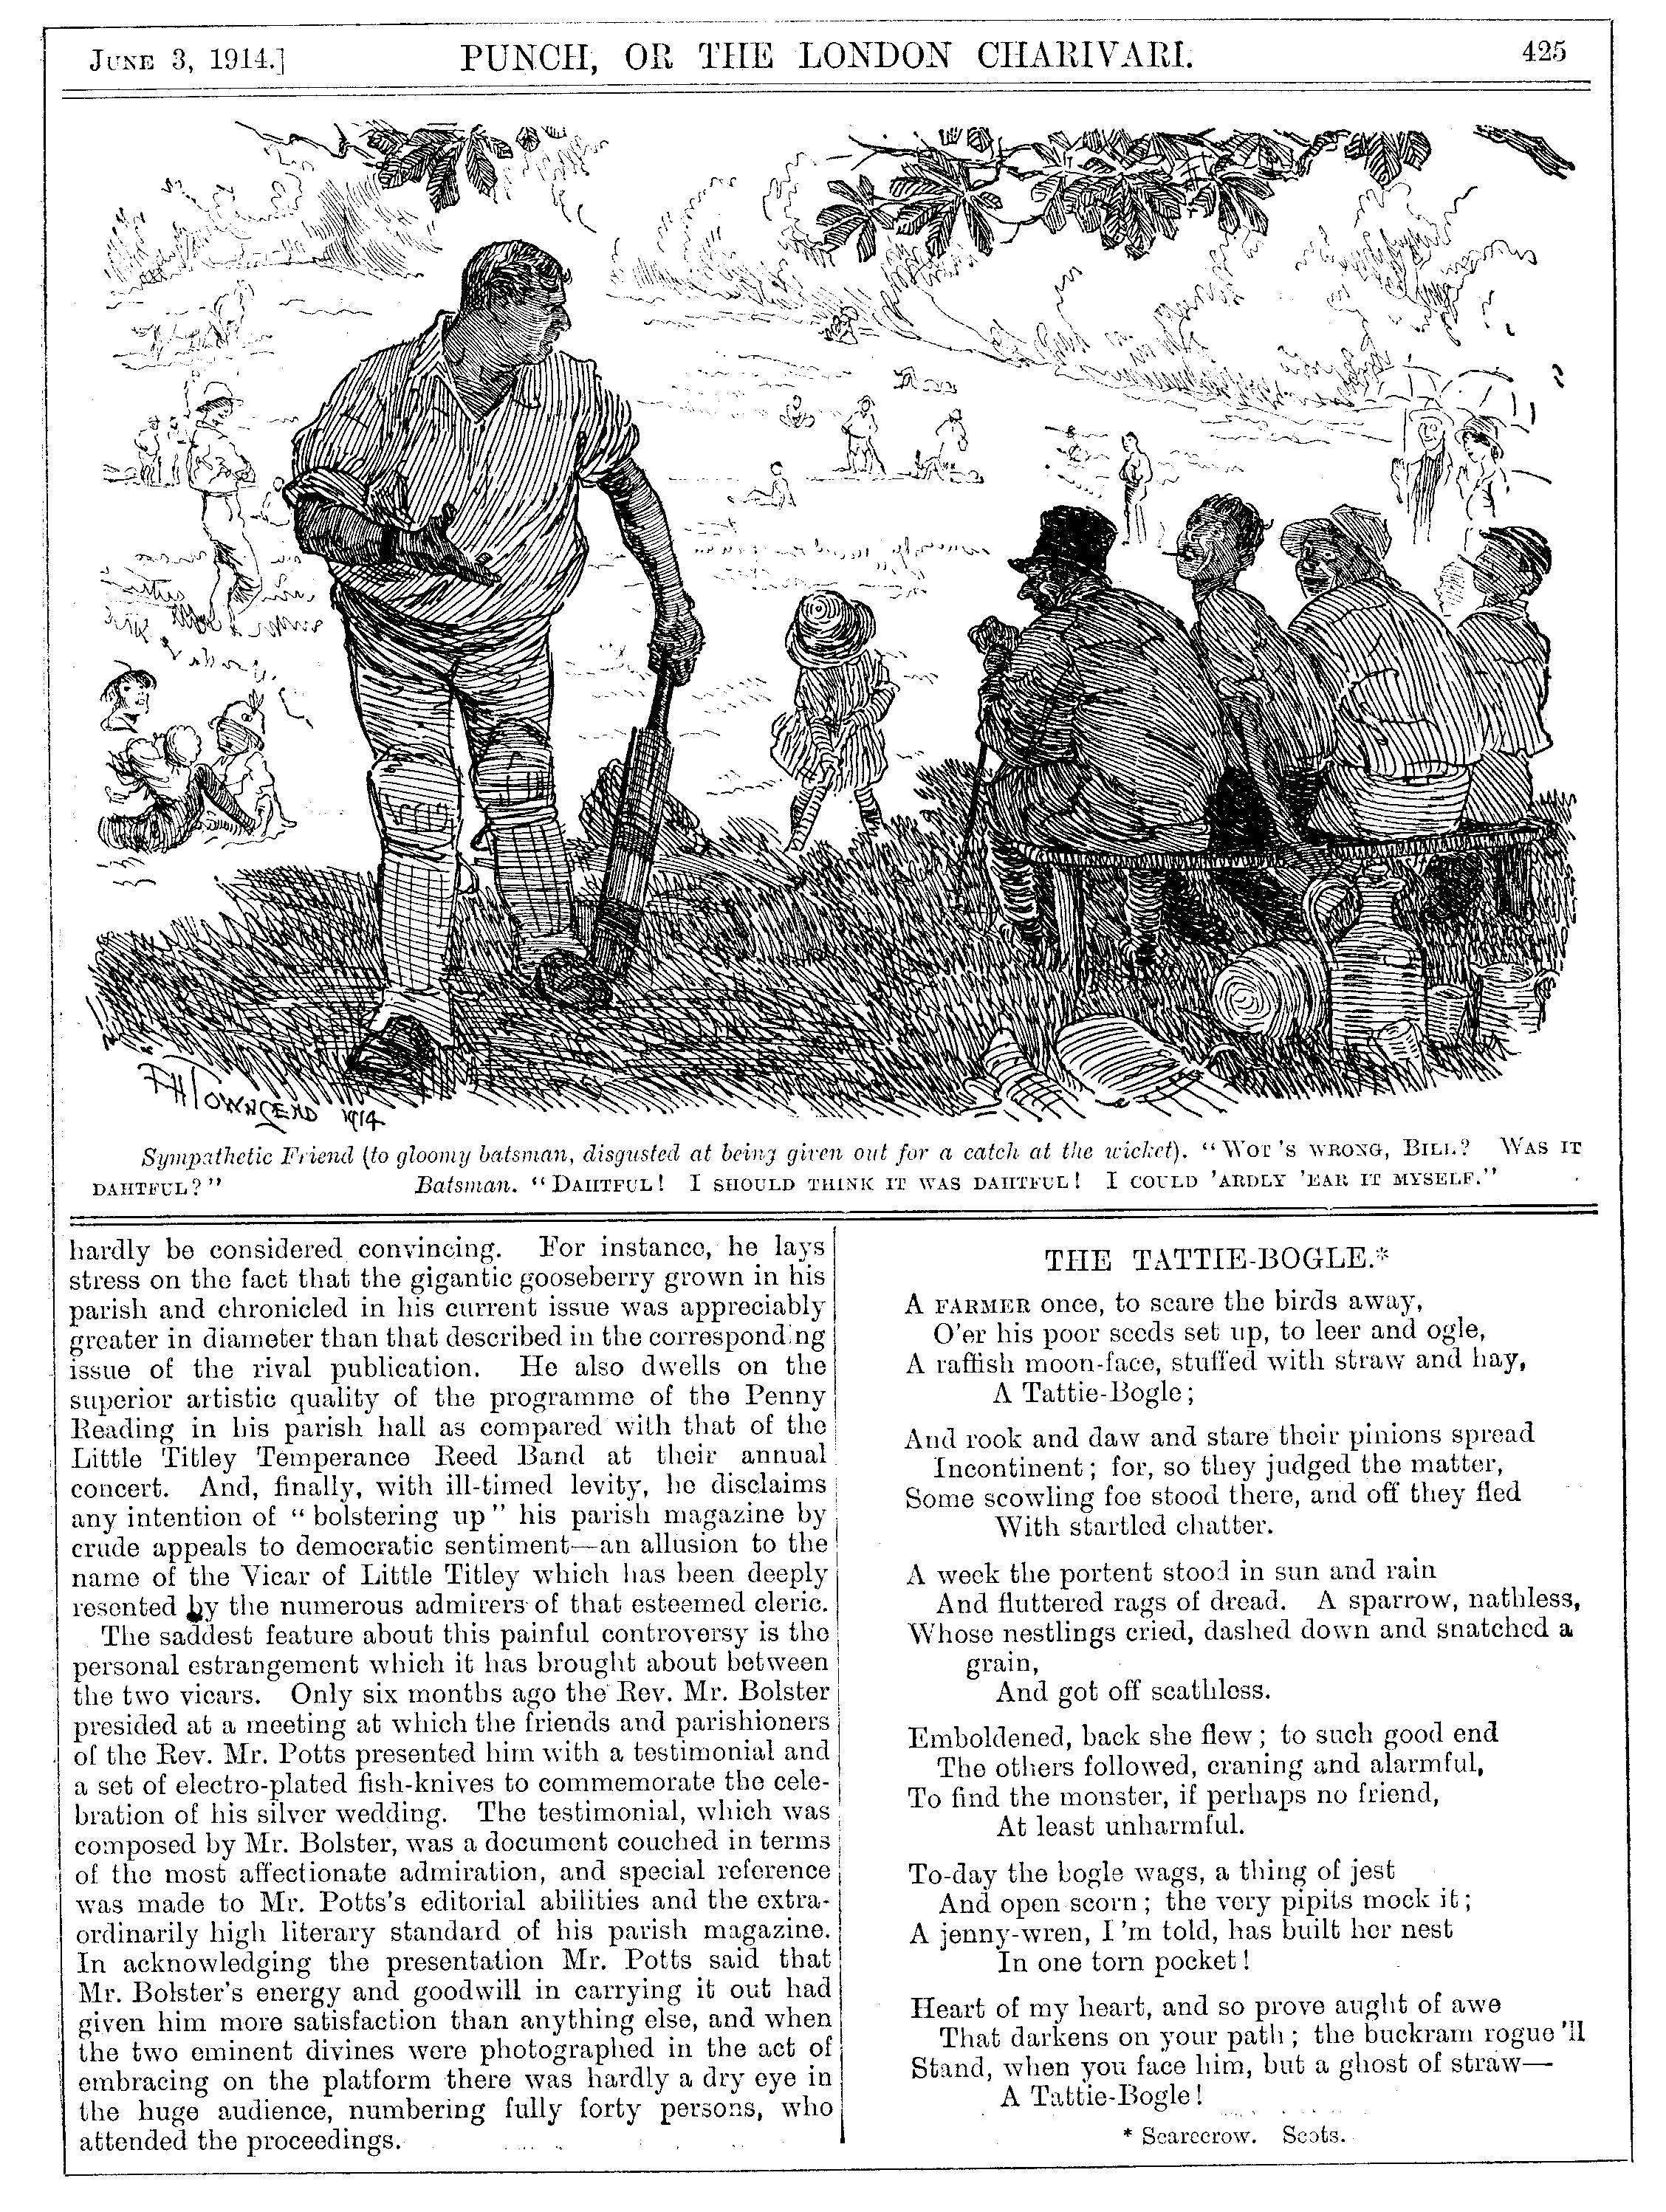 JUNE 3, 1914.]
PUNCH, OR THE LONDON CHARIVARI.
425
FHTOWNSEND 1914
Sympathetic Friend (to gloomy batsman, disgusted at being given out for a catch at the wicket). "WOT 'S WRONG, BILL? WAS IT
DAHTFUL?" Batsman. "DAHTFUL! I SHOULD THINK IT WAS DAHTFUL! I COULD 'ARDLY 'EAR IT MYSELF."
hardly be considered convincing. For instance, he lays
stress on the fact that the gigantic gooseberry grown in his
parish and chronicled in his current issue was appreciably
greater in diameter than that described in the corresponding
issue of the rival publication. He also dwells on the
superior artistic quality of the programme of the Penny
Reading in his parish hall as compared with that of the
Little Titley Temperance Reed Band at their annual
concert. And, finally, with ill-timed levity, he disclaims
any intention of "bolstering up" his parish magazine by
crude appeals to democratic sentiment—an allusion to the
name of the Vicar of Little Titley which has been deeply
resented by the numerous admirers of that esteemed cleric.
The saddest feature about this painful controversy is the
personal estrangement which it has brought about between
the two vicars. Only six months ago the Rev. Mr. Bolster
presided at a meeting at which the friends and parishioners
of the Rev. Mr. Potts presented him with a testimonial and
a set of electro-plated fish-knives to commemorate the cele-
bration of his silver wedding. The testimonial, which was
composed by Mr. Bolster, was a document couched in terms
of the most affectionate admiration, and special reference
was made to Mr. Potts's editorial abilities and the extra-
ordinarily high literary standard of his parish magazine.
In acknowledging the presentation Mr. Potts said that
Mr. Bolster's energy and goodwill in carrying it out had
given him more satisfaction than anything else, and when
the two eminent divines were photographed in the act of
embracing on the platform there was hardly a dry eye in
the huge audience, numbering fully forty persons, who
attended the proceedings.
THE TATTIE-BOGLE.*
A FARMER once, to scare the birds away,
O'er his poor seeds set up, to leer and ogle,
A raffish moon-face, stuffed with straw and hay,
A Tattie-Bogle;
And rook and daw and stare their pinions spread
Incontinent; for, so they judged the matter,
Some scowling foe stood there, and off they fled
With startled chatter.
A week the portent stood in sun and rain
And fluttered rags of dread. A sparrow, nathless,
Whose nestlings cried, dashed down and snatched a
grain,
And got off scathless.
Emboldened, back she flew; to such good end
The others followed, craning and alarmful,
To find the monster, if perhaps no friend,
At least unharmful.
To-day the bogle wags, a thing of jest
And open scorn; the very pipits mock it;
A jenny-wren, I 'm told, has built her nest
In one torn pocket!
Heart of my heart, and so prove aught of awe
That darkens on your path; the buckram rogue 'll
Stand, when you face him, but a ghost of straw—
A Tattie-Bogle!
* Scarecrow. Scots.